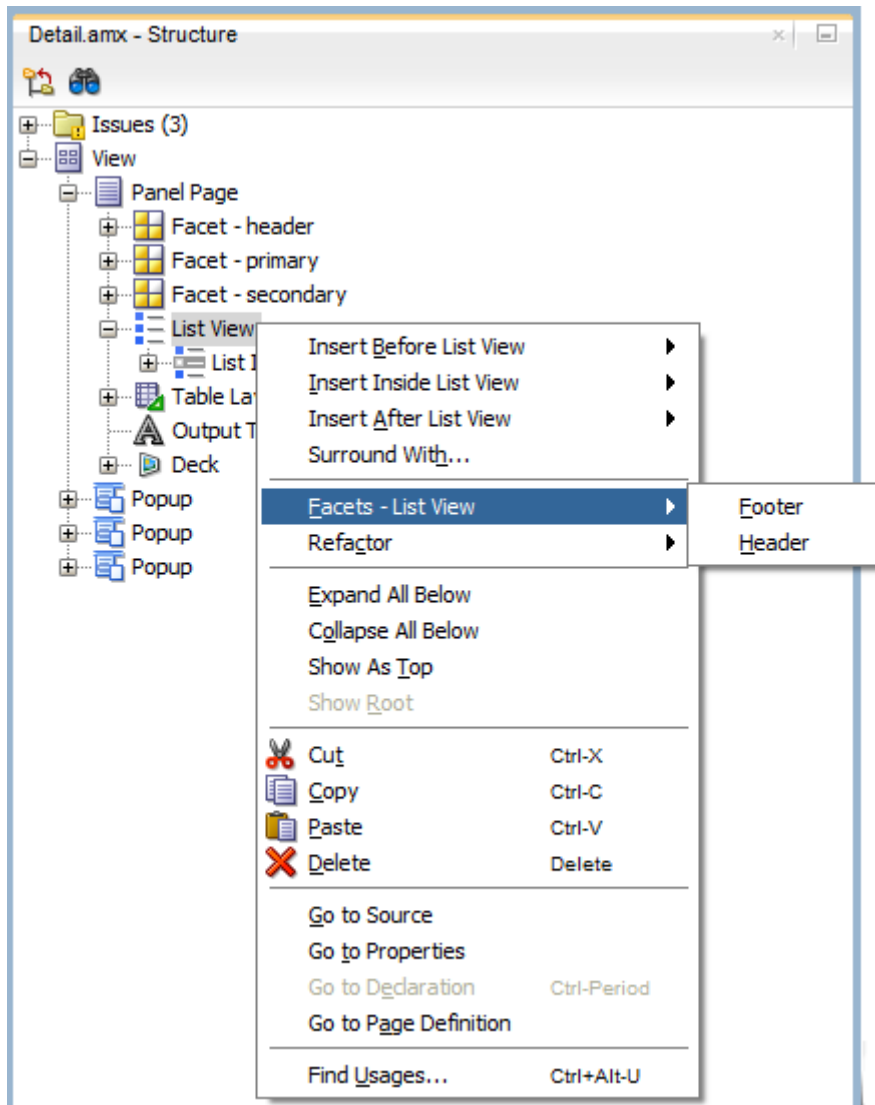 Detail.amx - Structure
Issues (3)
View
Panel Page
Facet - header
Facet - primary
Facet - secondary
List View
List I
Table La
Output T
Deck
Popup
Popup
Popup
Insert Before List View
Insert Inside List View
Insert After List View
Surround With...
Facets - List View
Refactor
Footer
Header
Expand All Below
Collapse All Below
Show As Top
Show Root
Cut Ctrl-X
Copy Ctrl-C
Paste Ctrl-V
Delete Delete
Go to Source
Go to Properties
Go to Declaration Ctrl-Period
Go to Page Definition
Find Usages... Ctrl+Alt-U